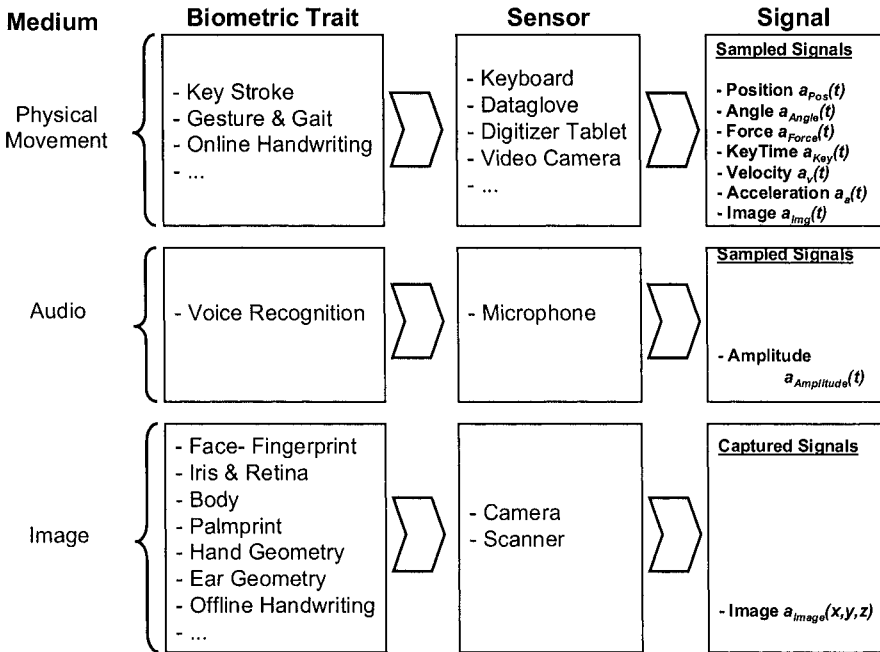 Medium
Biometric Trait
Sensor
Signal
Physical
Movement
- Key Stroke
- Gesture & Gait
- Online Handwriting
- ...
- Keyboard
- Dataglove
- Digitizer Tablet
- Video Camera
- ...
Sampled Signals
- Position a_Pos(t)
- Angle a_Angle(t)
- Force a_Force(t)
- KeyTime a_Key(t)
- Velocity a_v(t)
- Acceleration a_a(t)
- Image a_Img(t)
Audio
- Voice Recognition
- Microphone
Sampled Signals
- Amplitude
a_Amplitude(t)
Image
- Face- Fingerprint
- Iris & Retina
- Body
- Palmprint
- Hand Geometry
- Ear Geometry
- Offline Handwriting
- ...
- Camera
- Scanner
Captured Signals
- Image a_Image(x,y,z)